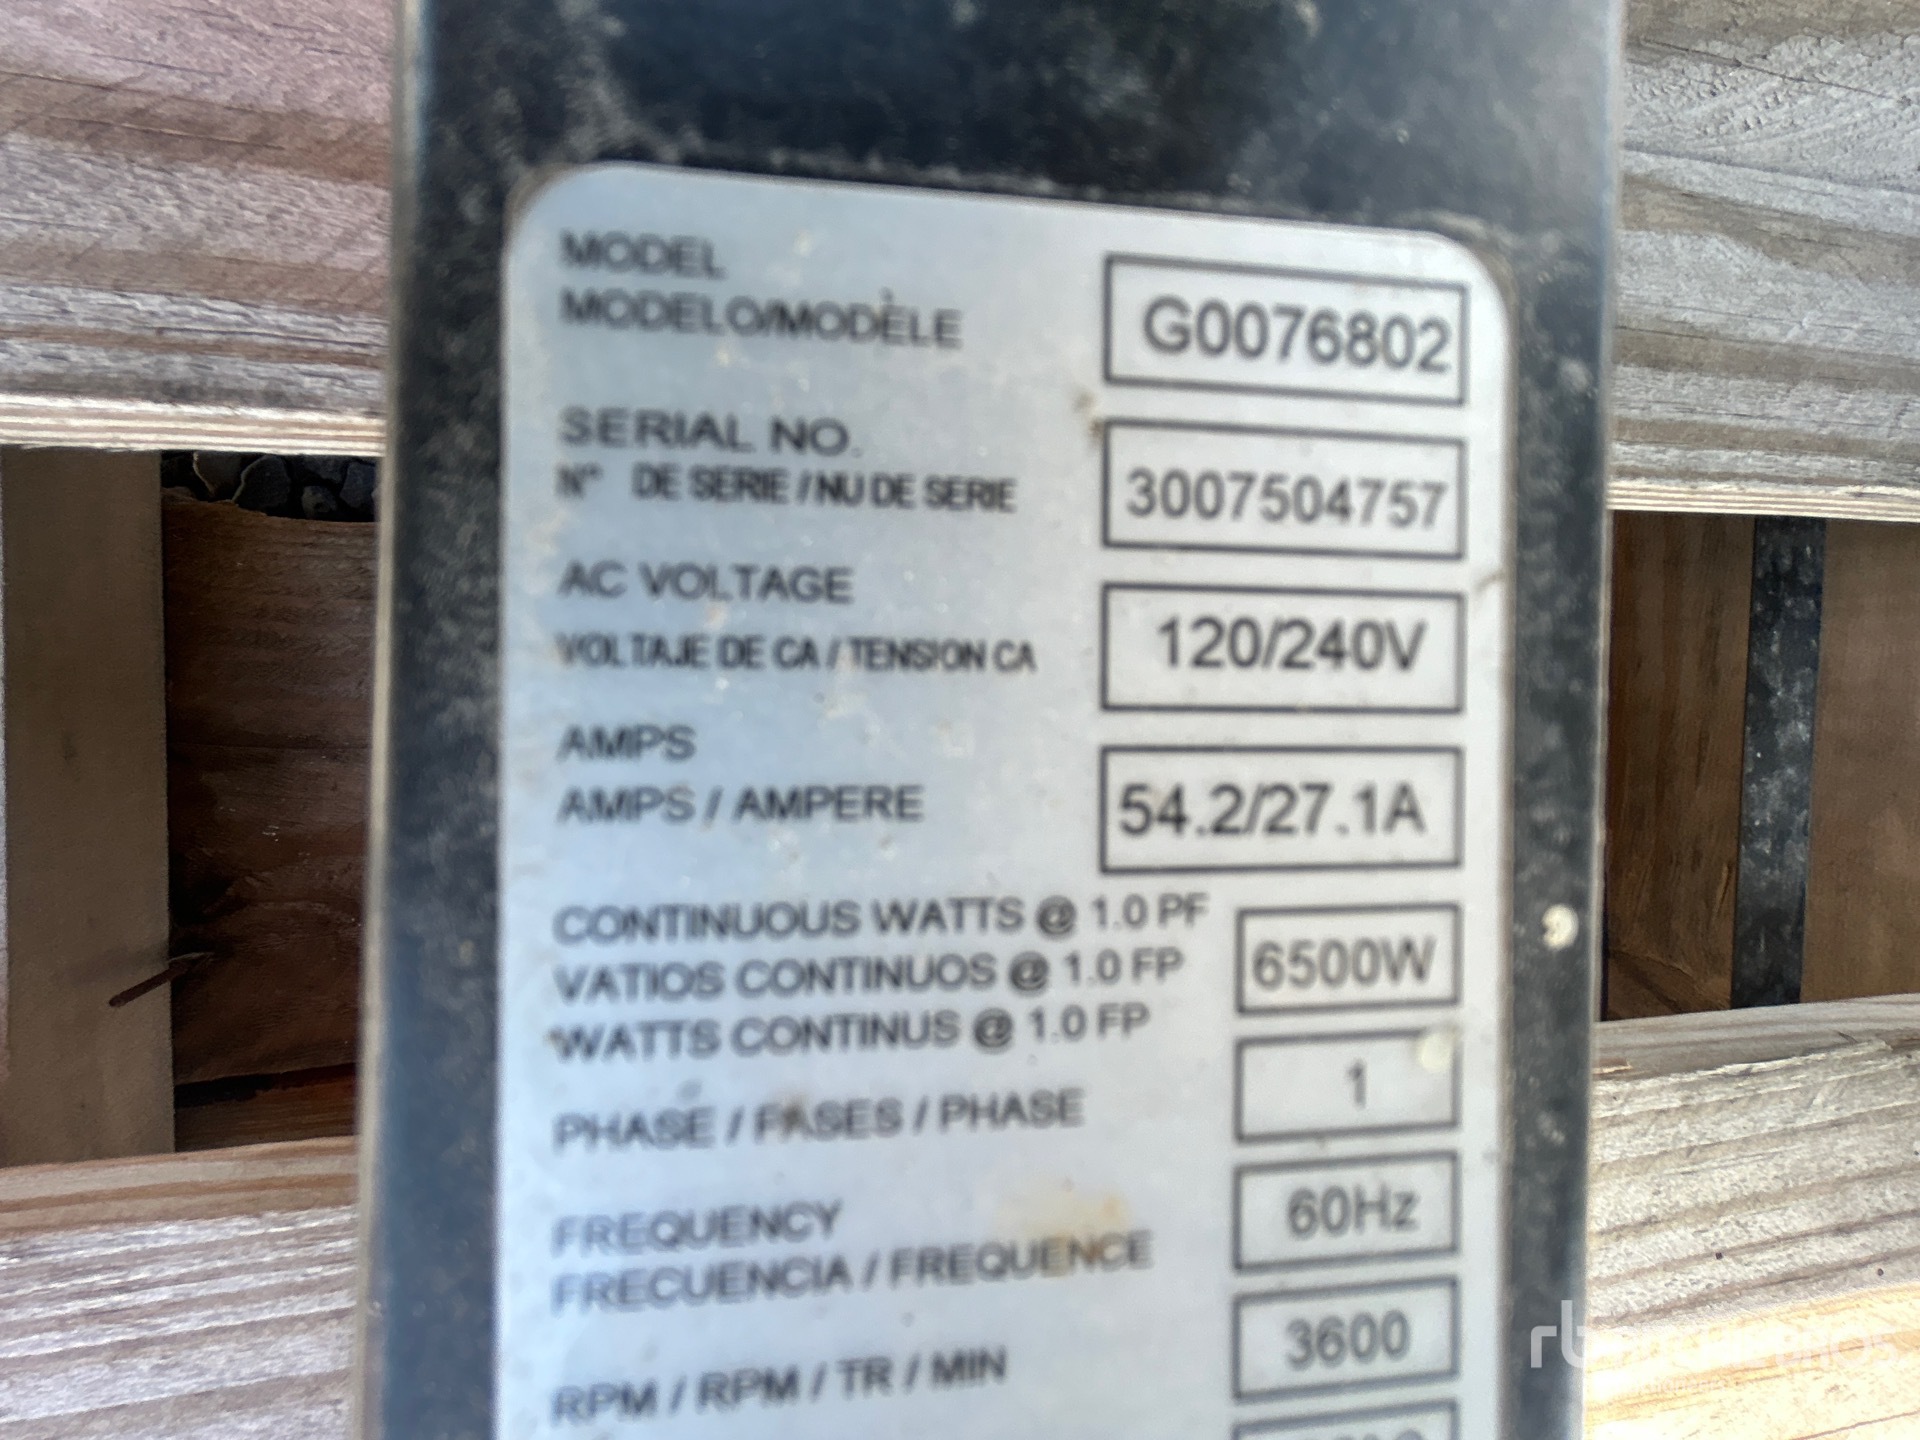 MODEL
MODELO/MODÈLE
G0076802
SERIAL NO.
N° DE SERIE / NU DE SERIE
3007504757
AC VOLTAGE
VOLTAJE DE CA / TENSION CA
120/240V
AMPS
AMPS / AMPERE
54.2/27.1A
CONTINUOUS WATTS @ 1.0 PF
VATIOS CONTINUOS @ 1.0 FP
WATTS CONTINUS @ 1.0 FP
6500W
PHASE / FASES / PHASE
1
FREQUENCY
FRECUENCIA / FREQUENCE
60Hz
RPM / RPM / TR / MIN
3600